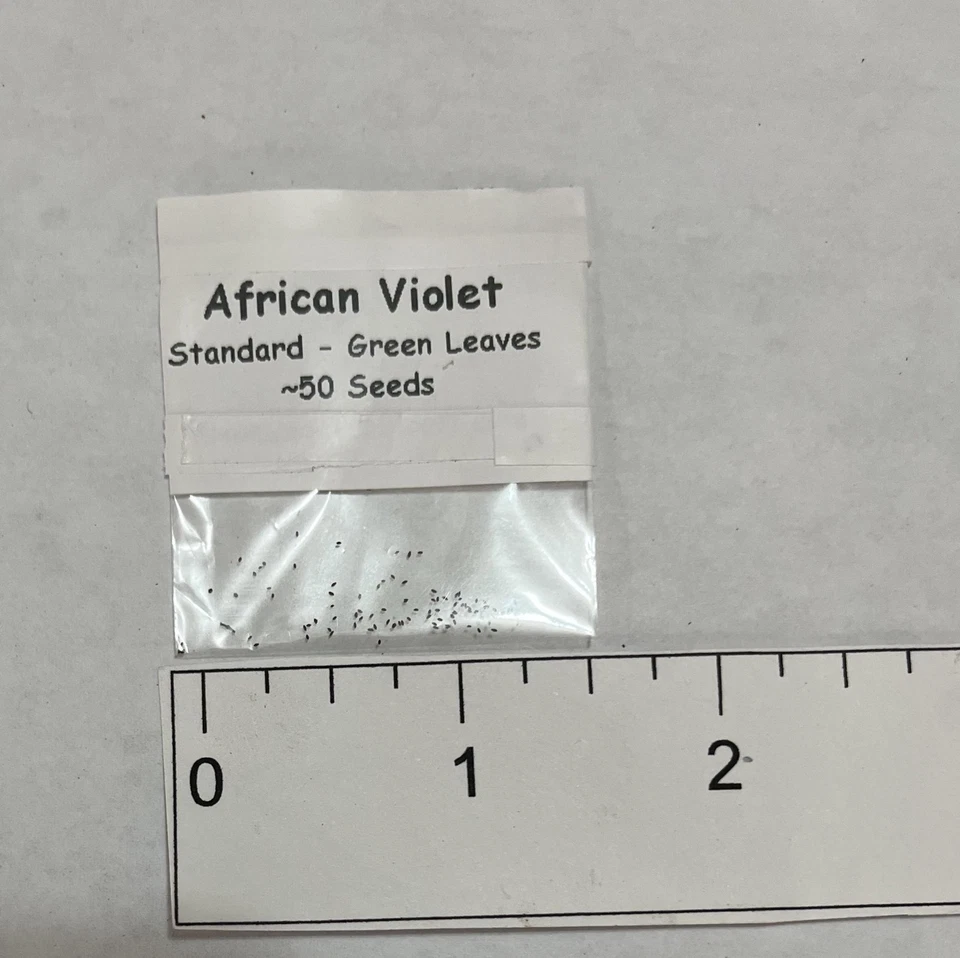 African Violet
Standard - Green Leaves
~50 Seeds
0 1 2